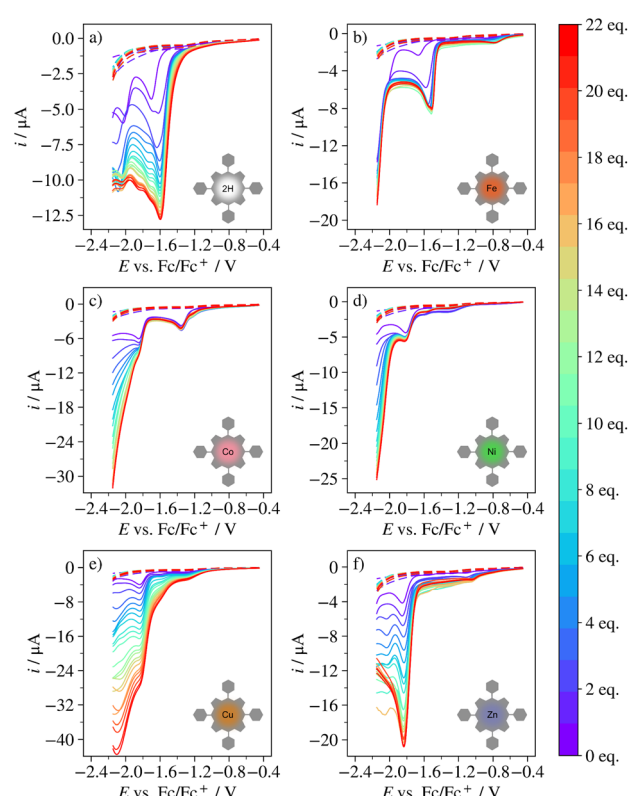 a)
0.0
−2.5
−5.0
−7.5
−10.0
−12.5
i / μA
2H
−2.4 −2.0 −1.6 −1.2 −0.8 −0.4
E vs. Fc/Fc⁺ / V
b)
0
−4
−8
−12
−16
−20
i / μA
Fe
−2.4 −2.0 −1.6 −1.2 −0.8 −0.4
E vs. Fc/Fc⁺ / V
c)
0
−6
−12
−18
−24
−30
i / μA
Co
−2.4 −2.0 −1.6 −1.2 −0.8 −0.4
E vs. Fc/Fc⁺ / V
d)
0
−5
−10
−15
−20
−25
i / μA
Ni
−2.4 −2.0 −1.6 −1.2 −0.8 −0.4
E vs. Fc/Fc⁺ / V
e)
0
−8
−16
−24
−32
−40
i / μA
Cu
−2.4 −2.0 −1.6 −1.2 −0.8 −0.4
E vs. Fc/Fc⁺ / V
f)
0
−4
−8
−12
−16
−20
i / μA
Zn
−2.4 −2.0 −1.6 −1.2 −0.8 −0.4
E vs. Fc/Fc⁺ / V
22 eq.
20 eq.
18 eq.
16 eq.
14 eq.
12 eq.
10 eq.
8 eq.
6 eq.
4 eq.
2 eq.
0 eq.